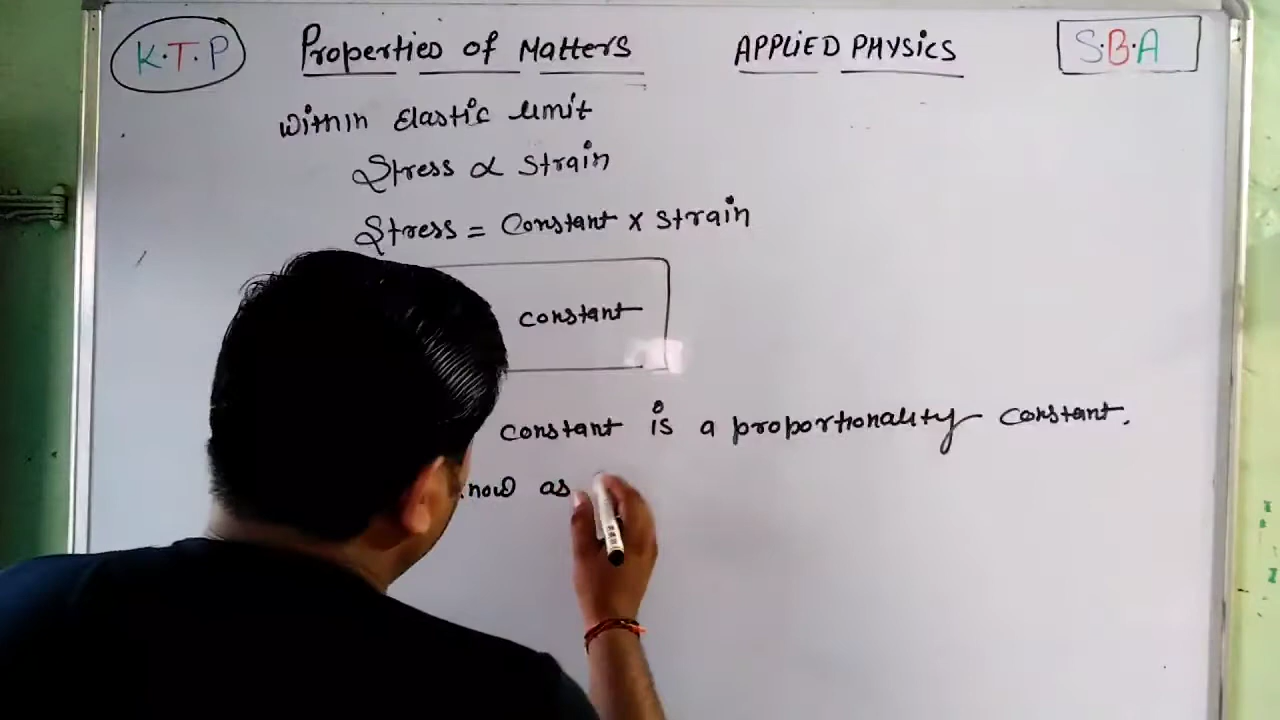 K.T.P Properties of Matters APPLiED PHYSiCS S.B.A
Within Elastic limit
Stress ∝ Strain
Stress = Constant × Strain
constant
constant is a proportionality constant.
know as